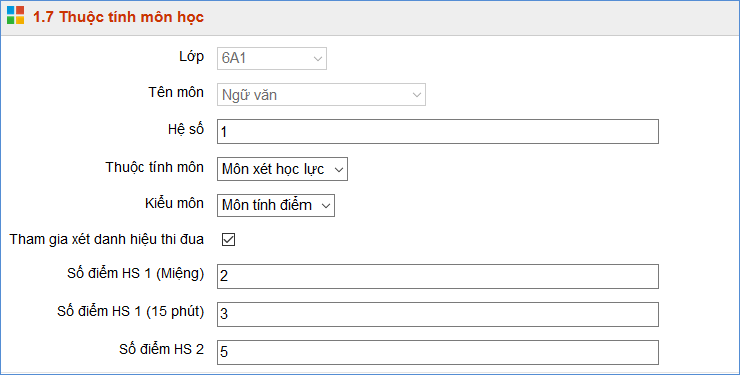 1.7 Thuộc tính môn học
Lớp 6A1
Tên môn Ngữ văn
Hệ số 1
Thuộc tính môn Môn xét học lực
Kiểu môn Môn tính điểm
Tham gia xét danh hiệu thi đua
Số điểm HS 1 (Miệng) 2
Số điểm HS 1 (15 phút) 3
Số điểm HS 2 5